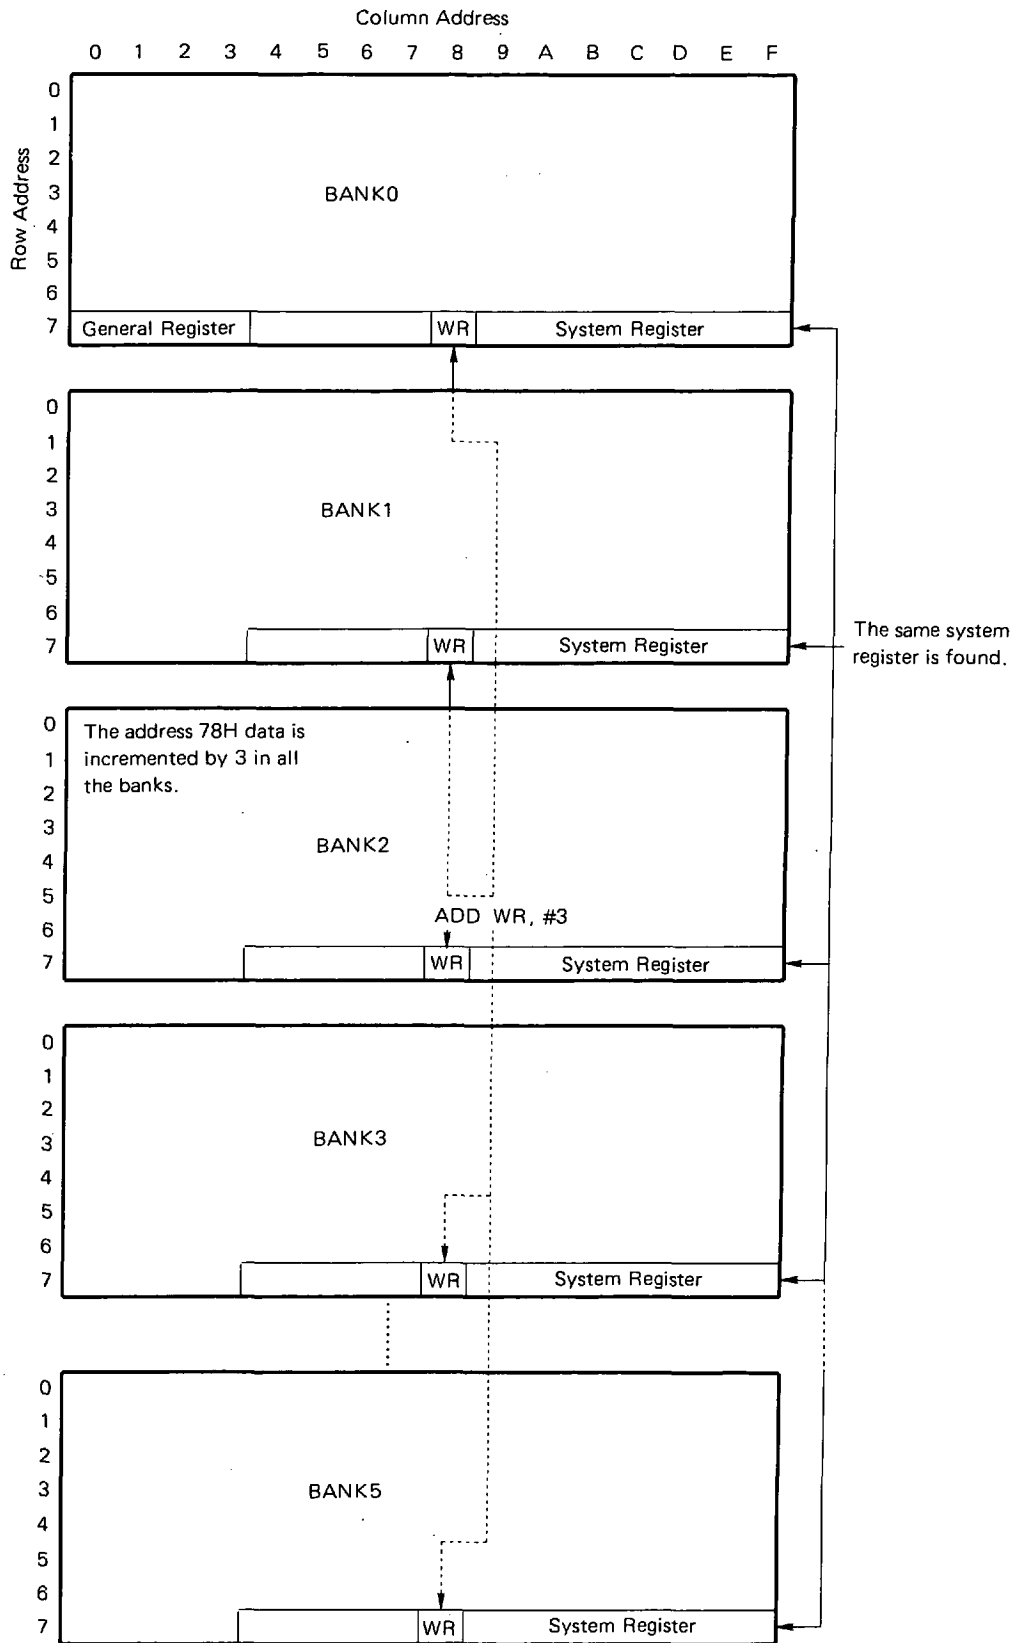 Column Address
0 1 2 3 4 5 6 7 8 9 A B C D E F
Row Address
0
1
2
3
BANK0
4
5
6
7
General Register
WR
System Register
0
1
2
3
BANK1
4
5
6
7
WR
System Register
The same system
register is found.
0
The address 78H data is
1
incremented by 3 in all
2
the banks.
3
BANK2
4
5
6
ADD WR, #3
7
WR
System Register
0
1
2
3
BANK3
4
5
6
7
WR
System Register
0
1
2
3
BANK5
4
5
6
7
WR
System Register